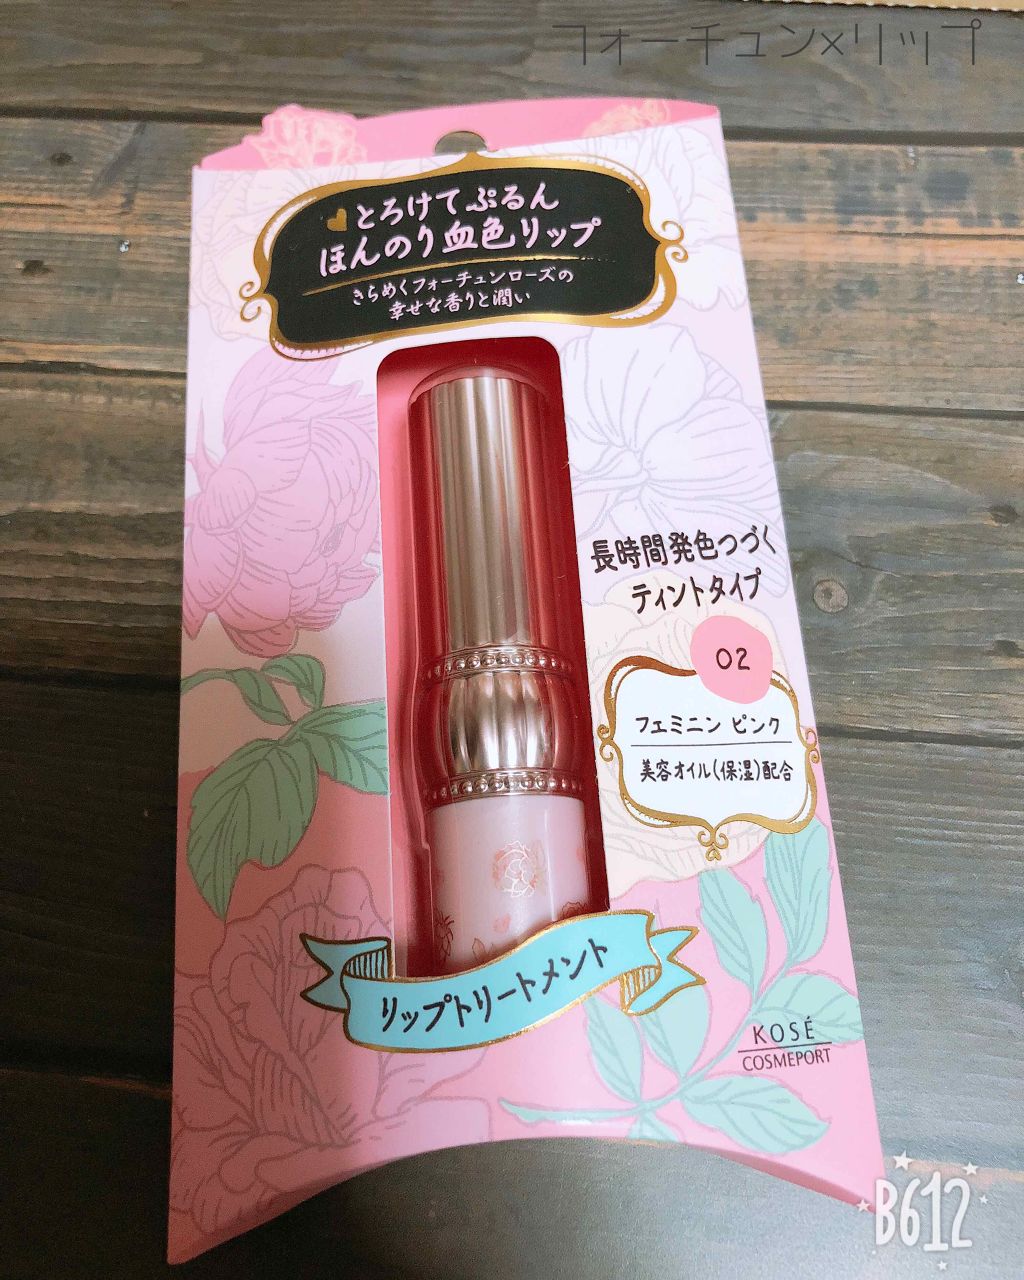 フォーチュン×リップ
とろけてぷるん
ほんのり血色リップ
きらめくフォーチュンローズの
幸せな香りと潤い
長時間発色つづく
ティントタイプ
02
フェミニン ピンク
美容オイル(保湿)配合
リップトリートメント
KOSÉ
COSMEPORT
B612